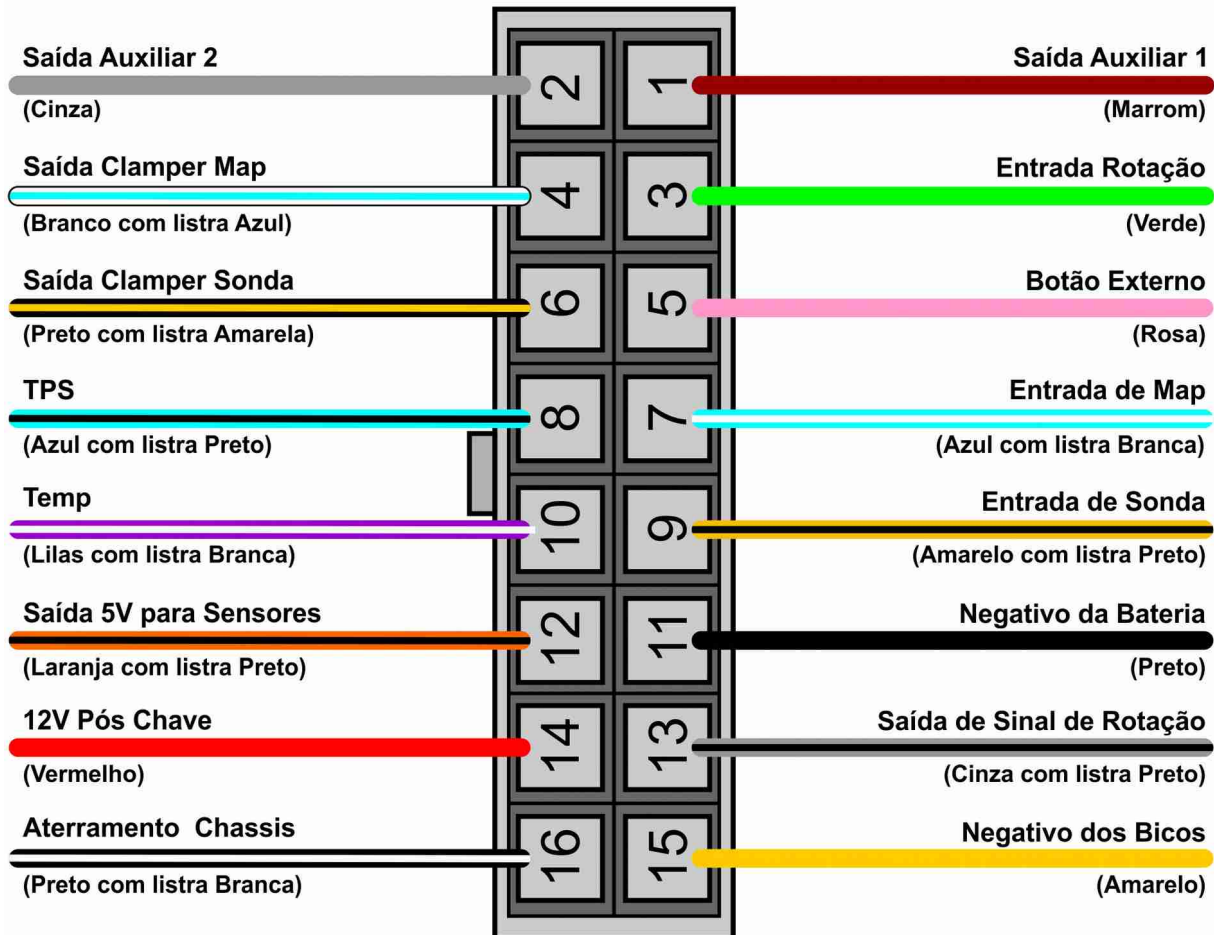 Saída Auxiliar 2
(Cinza)
2
1
Saída Auxiliar 1
(Marrom)
Saída Clamper Map
(Branco com listra Azul)
4
3
Entrada Rotação
(Verde)
Saída Clamper Sonda
(Preto com listra Amarela)
6
5
Botão Externo
(Rosa)
TPS
(Azul com listra Preto)
8
7
Entrada de Map
(Azul com listra Branca)
Temp
(Lilas com listra Branca)
10
9
Entrada de Sonda
(Amarelo com listra Preto)
Saída 5V para Sensores
(Laranja com listra Preto)
12
11
Negativo da Bateria
(Preto)
12V Pós Chave
(Vermelho)
14
13
Saída de Sinal de Rotação
(Cinza com listra Preto)
Aterramento Chassis
(Preto com listra Branca)
16
15
Negativo dos Bicos
(Amarelo)